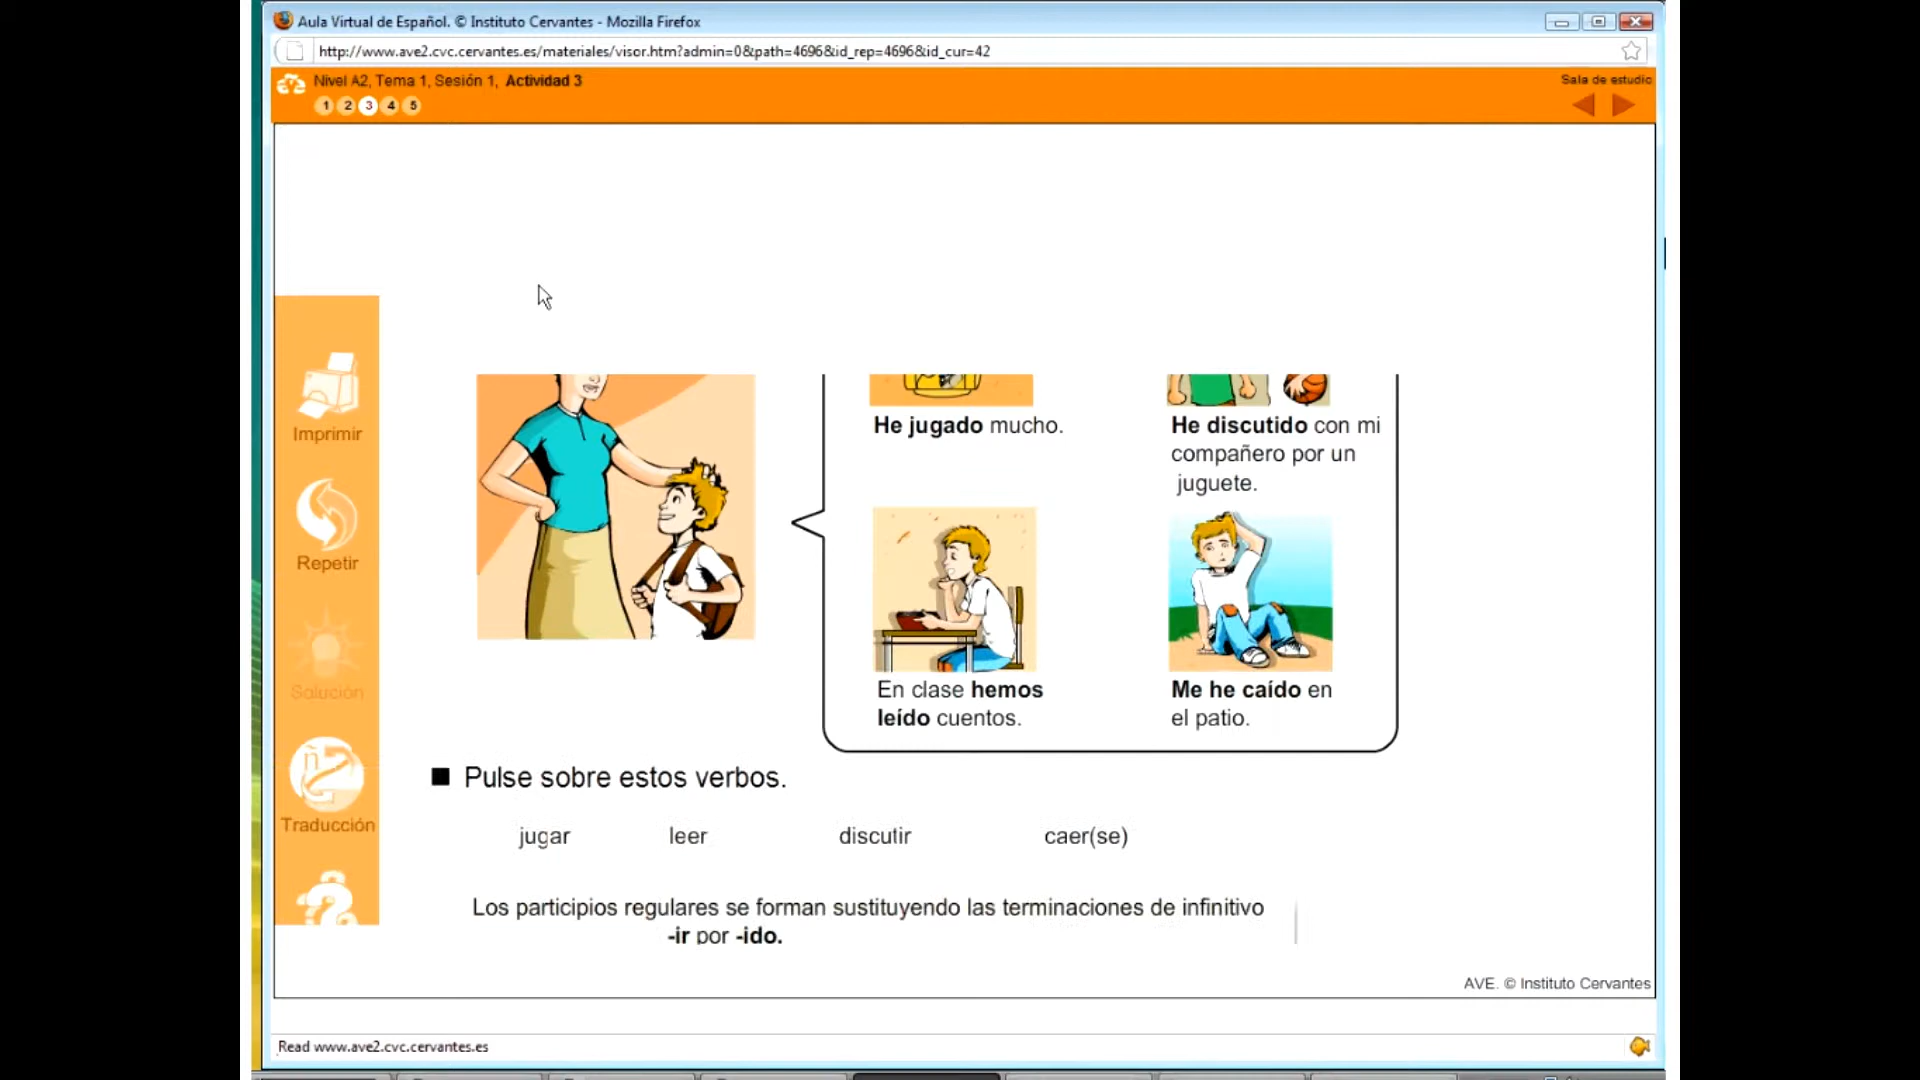 Aula Virtual de Español. © Instituto Cervantes - Mozilla Firefox
http://www.ave2.cvc.cervantes.es/materiales/visor.htm?admin=0&path=4696&id_rep=4696&id_cur=42
Nivel A2, Tema 1, Sesión 1, Actividad 3
Sala de estudio
1 2 3 4 5
Imprimir
Repetir
Solución
Traducción
He jugado mucho.
He discutido con mi
compañero por un
juguete.
En clase hemos
leído cuentos.
Me he caído en
el patio.
Pulse sobre estos verbos.
jugar leer discutir caer(se)
Los participios regulares se forman sustituyendo las terminaciones de infinitivo
-ir por -ido.
AVE. © Instituto Cervantes
Read www.ave2.cvc.cervantes.es